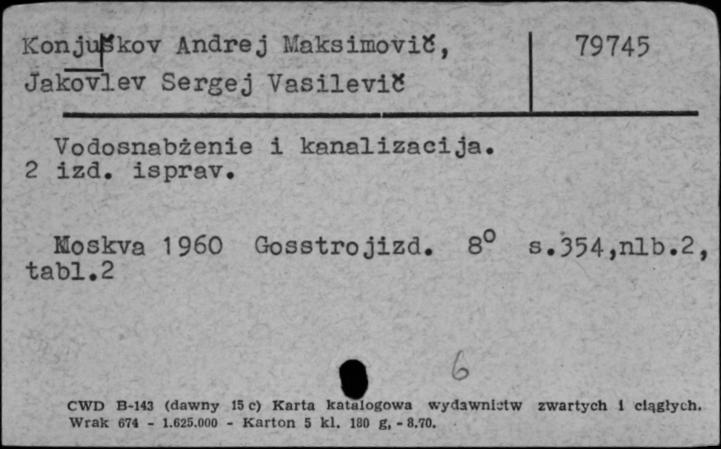 Konjuškov Andrej Maksimovič, 79745
Jakovlev Sergej Vasilevič
Vodosnabżenie i kanalizacija.
2 izd. isprav.
Moskva 1960 Gosstrojizd. 8° s.354,nlb.2,
tabl.2
6
CWD B-143 (dawny 15 c) Karta katalogowa wydawnictw zwartych i ciągłych.
Wrak 674 - 1.625.000 - Karton 5 kl. 180 g, - 8.70.